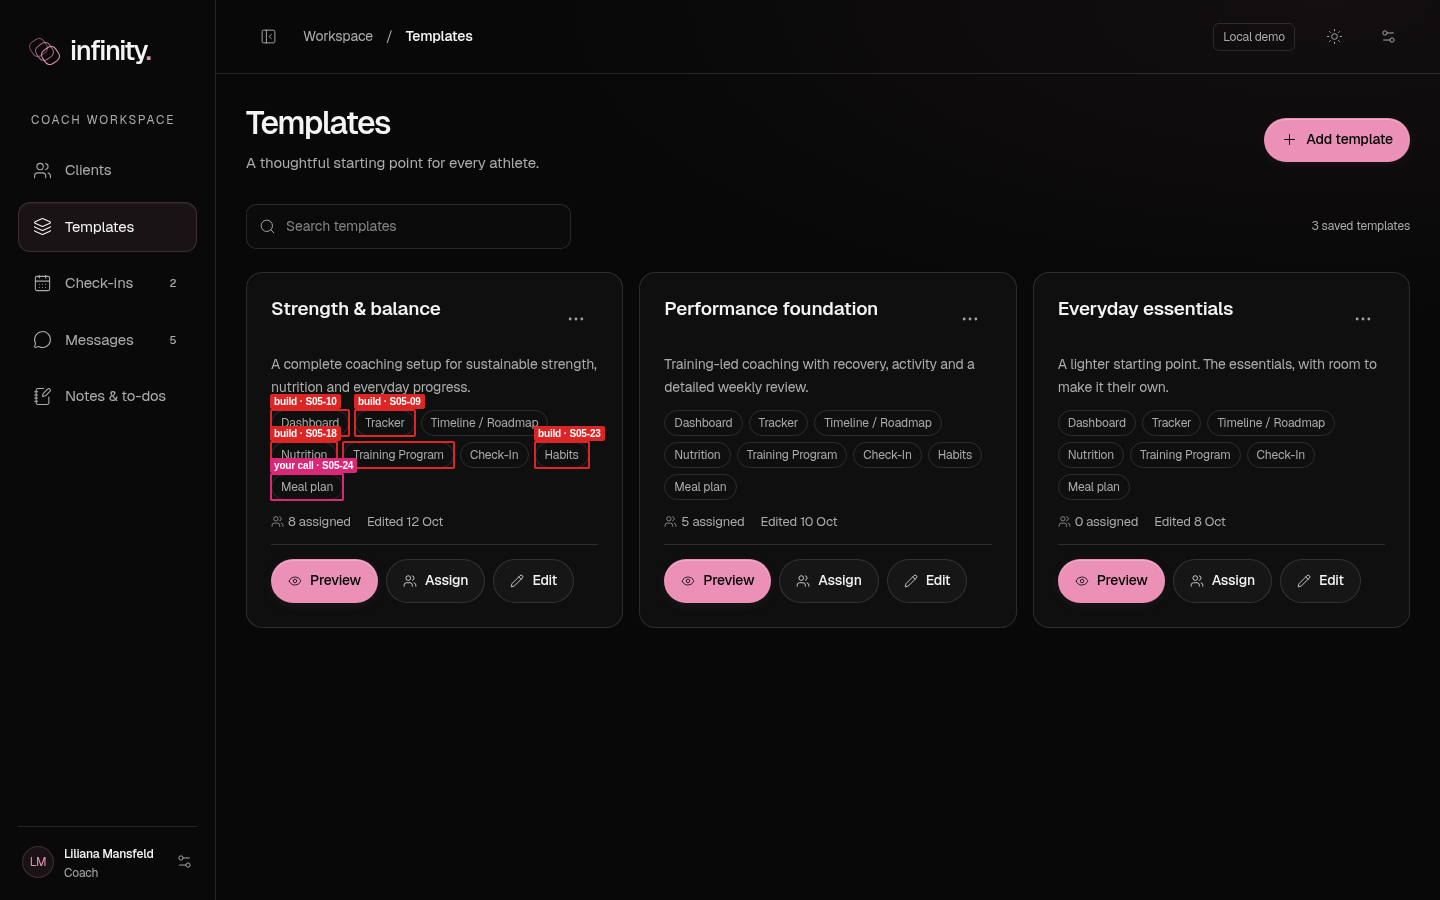 infinity.
Workspace / Templates
Local demo
COACH WORKSPACE
Clients
Templates
Check-ins 2
Messages 5
Notes & to-dos
Templates
A thoughtful starting point for every athlete.
Add template
Search templates
3 saved templates
Strength & balance
A complete coaching setup for sustainable strength,
nutrition and everyday progress.
build · S05-10 build · S05-09
Dashboard Tracker Timeline / Roadmap
build · S05-18 build · S05-23
Nutrition Training Program Check-In Habits
your call · S05-24
Meal plan
8 assigned Edited 12 Oct
Preview Assign Edit
Performance foundation
Training-led coaching with recovery, activity and a
detailed weekly review.
Dashboard Tracker Timeline / Roadmap
Nutrition Training Program Check-In Habits
Meal plan
5 assigned Edited 10 Oct
Preview Assign Edit
Everyday essentials
A lighter starting point. The essentials, with room to
make it their own.
Dashboard Tracker Timeline / Roadmap
Nutrition Training Program Check-In
Meal plan
0 assigned Edited 8 Oct
Preview Assign Edit
LM
Liliana Mansfeld
Coach